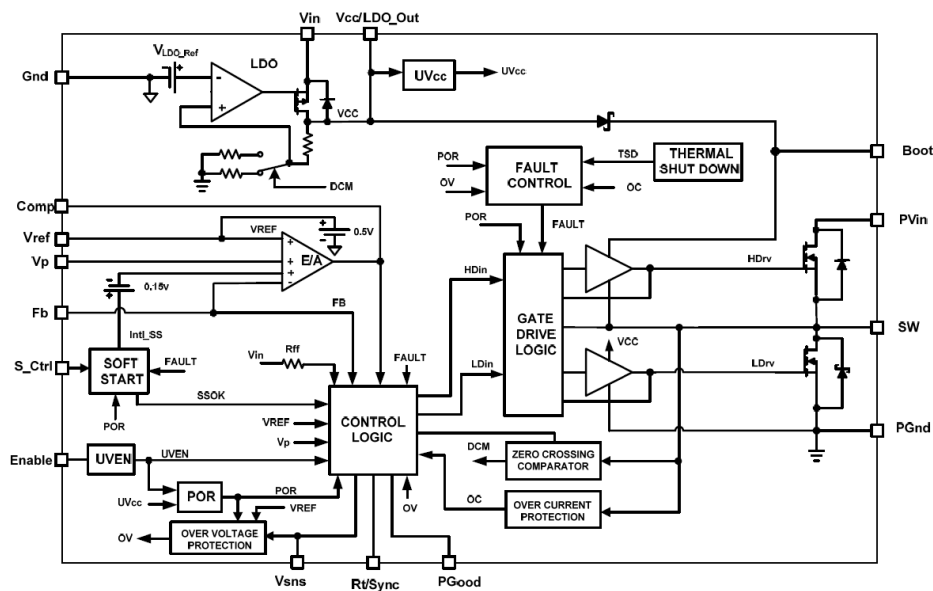 Vin Vcc/LDO_Out
VLDO_Ref
LDO
Gnd
-
+
UVcc
UVcc
VCC
Boot
POR
OV
FAULT CONTROL
TSD
THERMAL SHUT DOWN
OC
DCM
Comp
POR
FAULT
PVin
Vref
VREF
0.5V
Vp
E/A
+
+
+
-
0.15v
HDin
HDrv
Fb
FB
GATE DRIVE LOGIC
SW
Intl_SS
VCC
S_Ctrl
SOFT START
FAULT
Vin
Rff
FAULT
LDin
LDrv
SSOK
POR
CONTROL LOGIC
VREF
Vp
PGnd
Enable
UVEN
UVEN
DCM
ZERO CROSSING COMPARATOR
UVcc
POR
POR
VREF
OV
OC
OVER CURRENT PROTECTION
OV
OVER VOLTAGE PROTECTION
Vsns
Rt/Sync
PGood